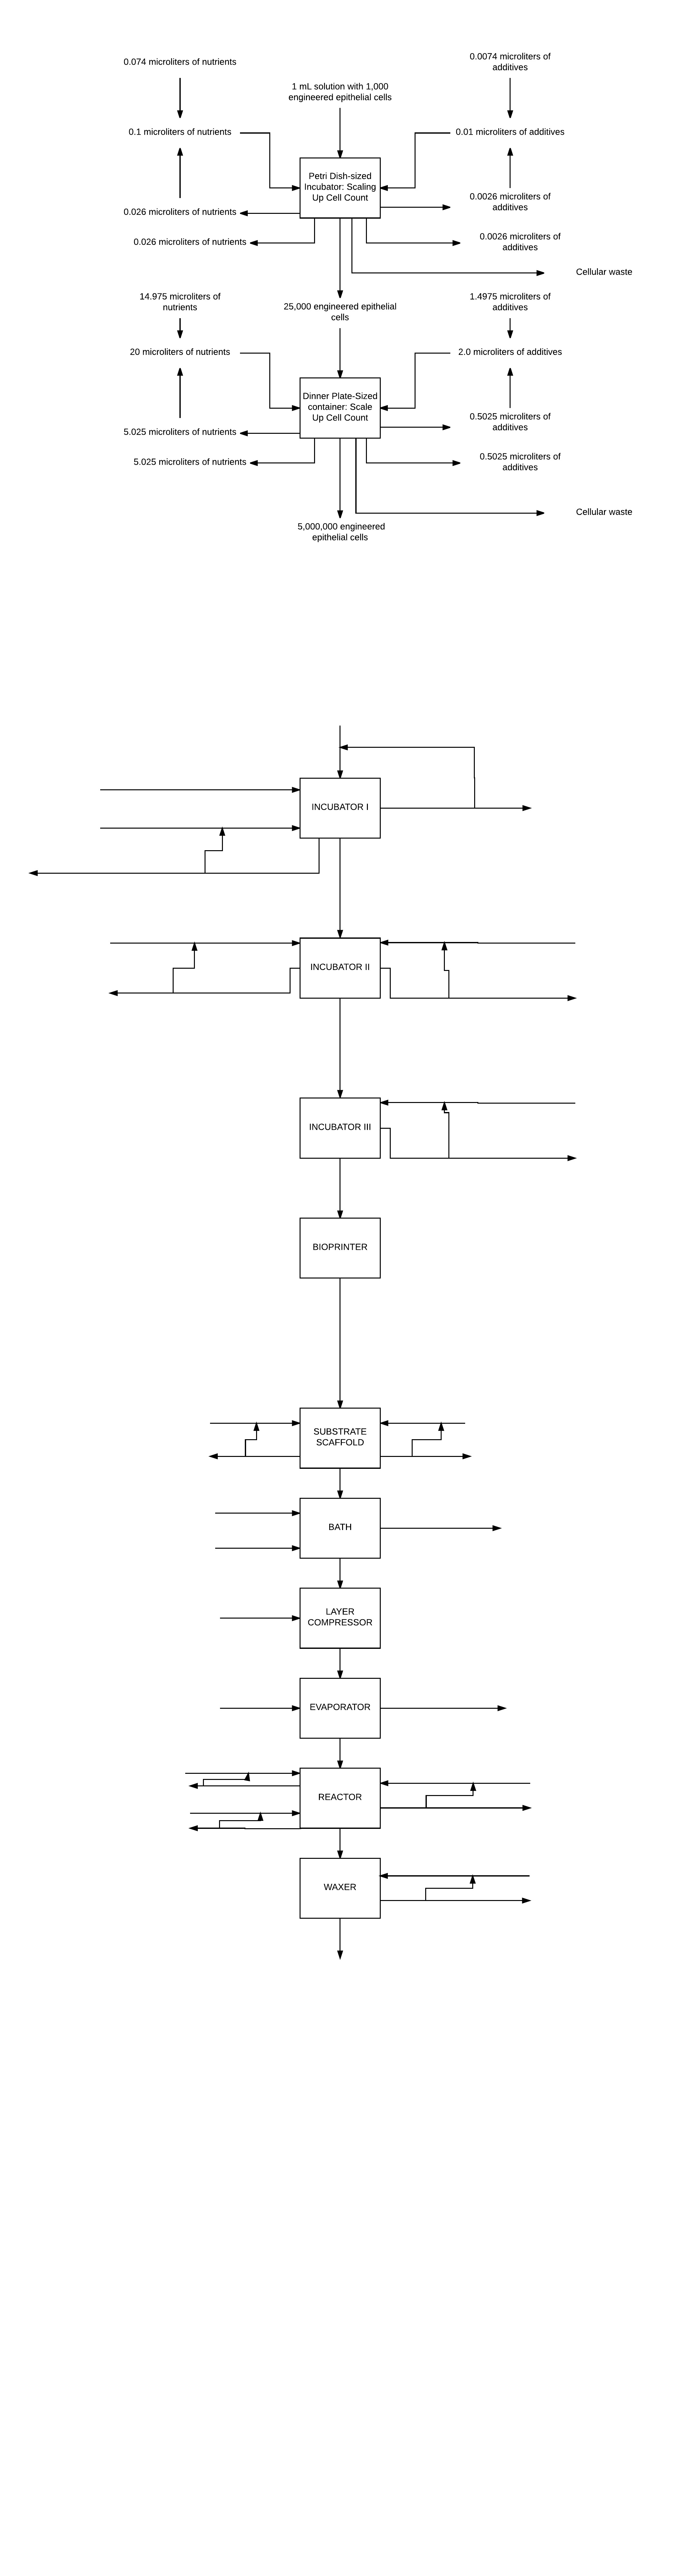 0.074 microliters of nutrients
0.0074 microliters of
additives
1 mL solution with 1,000
engineered epithelial cells
0.1 microliters of nutrients
0.01 microliters of additives
Petri Dish-sized
Incubator: Scaling
Up Cell Count
0.026 microliters of nutrients
0.0026 microliters of
additives
0.026 microliters of nutrients
0.0026 microliters of
additives
Cellular waste
14.975 microliters of
nutrients
25,000 engineered epithelial
cells
1.4975 microliters of
additives
20 microliters of nutrients
2.0 microliters of additives
Dinner Plate-Sized
container: Scale
Up Cell Count
5.025 microliters of nutrients
0.5025 microliters of
additives
5.025 microliters of nutrients
0.5025 microliters of
additives
Cellular waste
5,000,000 engineered
epithelial cells
INCUBATOR I
INCUBATOR II
INCUBATOR III
BIOPRINTER
SUBSTRATE
SCAFFOLD
BATH
LAYER
COMPRESSOR
EVAPORATOR
REACTOR
WAXER